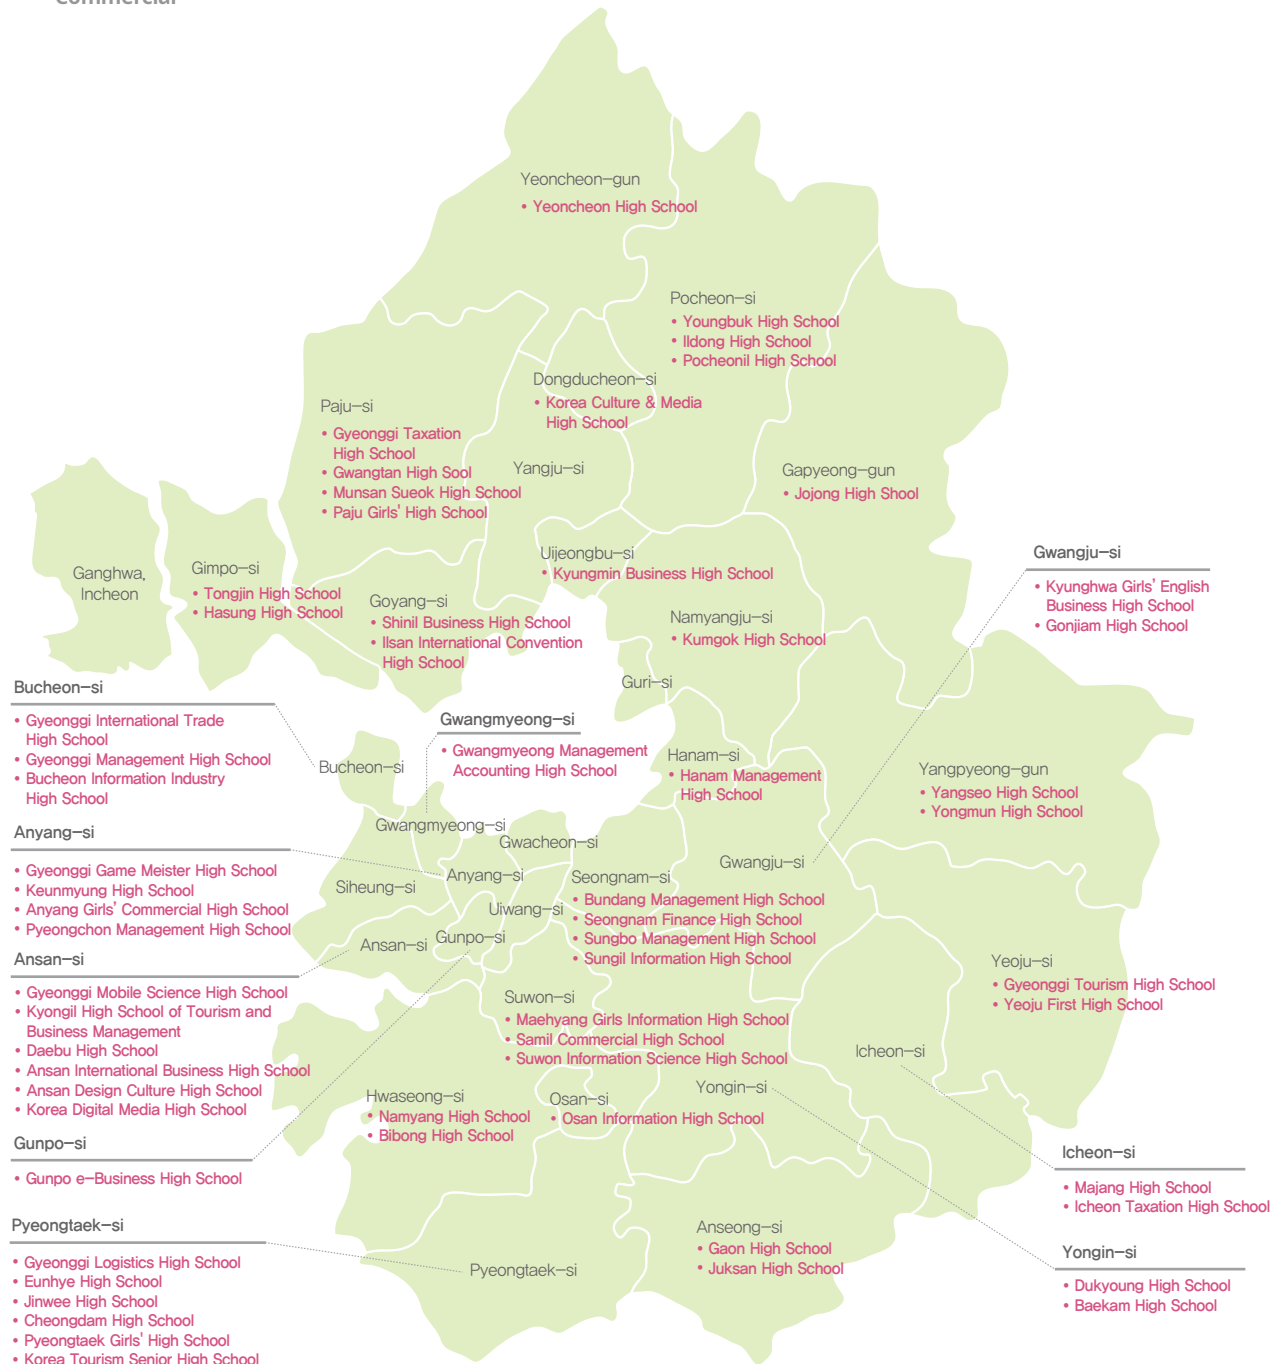 Commercial
Yeoncheon-gun
• Yeoncheon High School
Pocheon-si
• Youngbuk High School
• Ildong High School
• Pocheonil High School
Dongducheon-si
• Korea Culture & Media
High School
Paju-si
• Gyeonggi Taxation
High School
• Gwangtan High Sool
• Munsan Sueok High School
• Paju Girls' High School
Yangju-si
Gapyeong-gun
• Jojong High Shool
Ganghwa,
Incheon
Gimpo-si
• Tongjin High School
• Hasung High School
Goyang-si
• Shinil Business High School
• Ilsan International Convention
High School
Uijeongbu-si
• Kyungmin Business High School
Namyangju-si
• Kumgok High School
Guri-si
Gwangju-si
• Kyunghwa Girls' English
Business High School
• Gonjiam High School
Bucheon-si
• Gyeonggi International Trade
High School
• Gyeonggi Management High School
• Bucheon Information Industry
High School
Bucheon-si
Gwangmyeong-si
• Gwangmyeong Management
Accounting High School
Hanam-si
• Hanam Management
High School
Yangpyeong-gun
• Yangseo High School
• Yongmun High School
Gwangmyeong-si
Gwacheon-si
Gwangju-si
Anyang-si
• Gyeonggi Game Meister High School
• Keunmyung High School
• Anyang Girls' Commercial High School
• Pyeongchon Management High School
Siheung-si
Anyang-si
Uiwang-si
Seongnam-si
• Bundang Management High School
• Seongnam Finance High School
• Sungbo Management High School
• Sungil Information High School
Ansan-si
Gunpo-si
Ansan-si
• Gyeonggi Mobile Science High School
• Kyongil High School of Tourism and
Business Management
• Daebu High School
• Ansan International Business High School
• Ansan Design Culture High School
• Korea Digital Media High School
Suwon-si
• Maehyang Girls Information High School
• Samil Commercial High School
• Suwon Information Science High School
Yeoju-si
• Gyeonggi Tourism High School
• Yeoju First High School
Icheon-si
Hwaseong-si
• Namyang High School
• Bibong High School
Osan-si
• Osan Information High School
Yongin-si
Gunpo-si
• Gunpo e-Business High School
Icheon-si
• Majang High School
• Icheon Taxation High School
Pyeongtaek-si
• Gyeonggi Logistics High School
• Eunhye High School
• Jinwee High School
• Cheongdam High School
• Pyeongtaek Girls' High School
• Korea Tourism Senior High School
Pyeongtaek-si
Anseong-si
• Gaon High School
• Juksan High School
Yongin-si
• Dukyoung High School
• Baekam High School